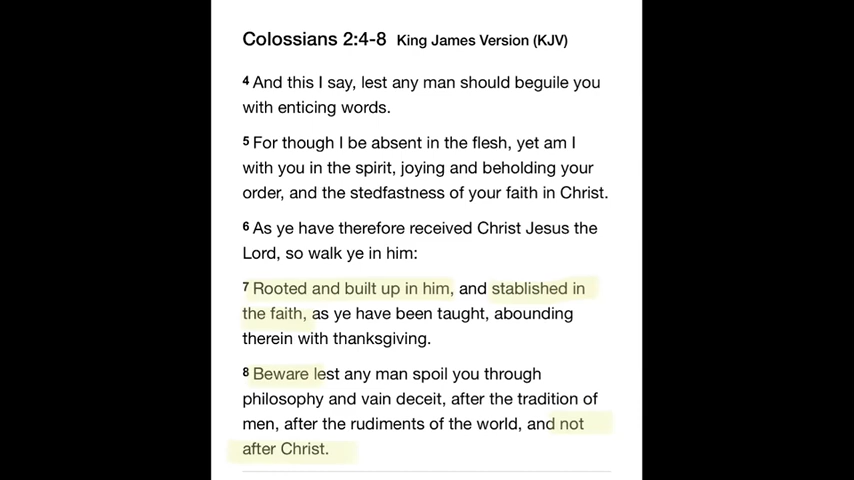 Colossians 2:4-8 King James Version (KJV)
4 And this I say, lest any man should beguile you
with enticing words.
5 For though I be absent in the flesh, yet am I
with you in the spirit, joying and beholding your
order, and the stedfastness of your faith in Christ.
6 As ye have therefore received Christ Jesus the
Lord, so walk ye in him:
7 Rooted and built up in him, and stablished in
the faith, as ye have been taught, abounding
therein with thanksgiving.
8 Beware lest any man spoil you through
philosophy and vain deceit, after the tradition of
men, after the rudiments of the world, and not
after Christ.